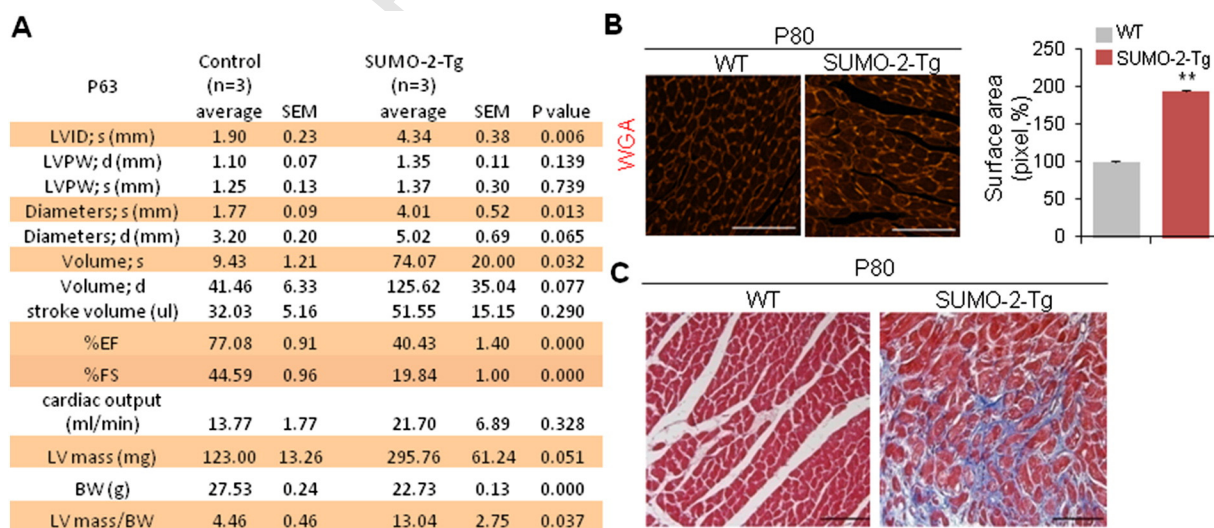 A
P63
Control
(n=3)
average SEM
SUMO-2-Tg
(n=3)
average SEM P value
LVID; s (mm) 1.90 0.23 4.34 0.38 0.006
LVPW; d (mm) 1.10 0.07 1.35 0.11 0.139
LVPW; s (mm) 1.25 0.13 1.37 0.30 0.739
Diameters; s (mm) 1.77 0.09 4.01 0.52 0.013
Diameters; d (mm) 3.20 0.20 5.02 0.69 0.065
Volume; s 9.43 1.21 74.07 20.00 0.032
Volume; d 41.46 6.33 125.62 35.04 0.077
stroke volume (ul) 32.03 5.16 51.55 15.15 0.290
%EF 77.08 0.91 40.43 1.40 0.000
%FS 44.59 0.96 19.84 1.00 0.000
cardiac output
(ml/min) 13.77 1.77 21.70 6.89 0.328
LV mass (mg) 123.00 13.26 295.76 61.24 0.051
BW (g) 27.53 0.24 22.73 0.13 0.000
LV mass/BW 4.46 0.46 13.04 2.75 0.037
B
P80
WT SUMO-2-Tg
WGA
WT
SUMO-2-Tg
**
Surface area
(pixel,%)
250
200
150
100
50
0
C
P80
WT SUMO-2-Tg